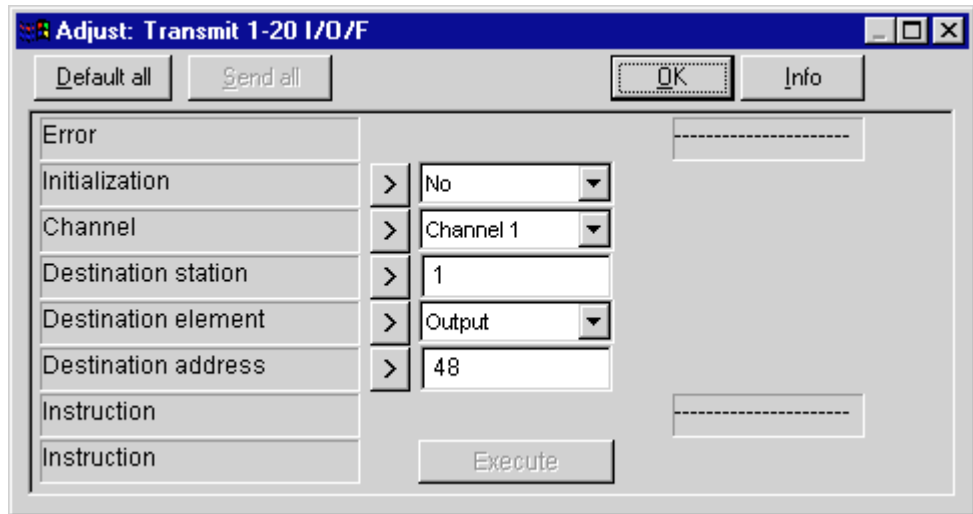 Adjust: Transmit 1-20 I/O/F
Default all Send all OK Info
Error --------------------
Initialization > No
Channel > Channel 1
Destination station > 1
Destination element > Output
Destination address > 48
Instruction --------------------
Instruction Execute